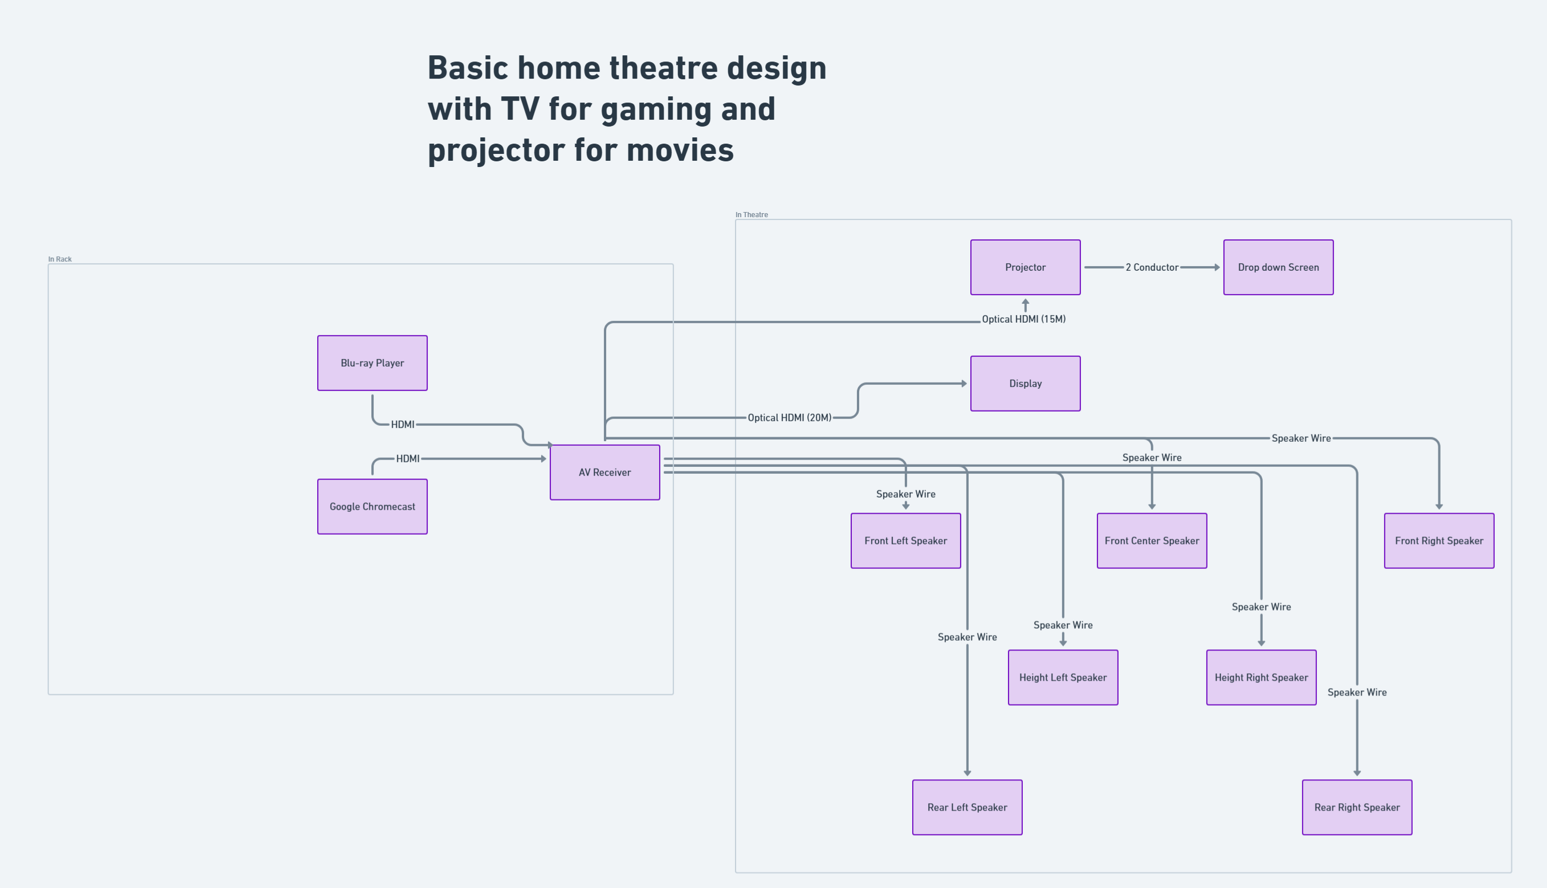 Basic home theatre design
with TV for gaming and
projector for movies
In Theatre
In Rack
Projector
2 Conductor
Drop down Screen
Optical HDMI (15M)
Blu-ray Player
Display
HDMI
Optical HDMI (20M)
Speaker Wire
Speaker Wire
HDMI
AV Receiver
Speaker Wire
Google Chromecast
Front Left Speaker
Front Center Speaker
Front Right Speaker
Speaker Wire
Speaker Wire
Speaker Wire
Height Left Speaker
Height Right Speaker
Speaker Wire
Rear Left Speaker
Rear Right Speaker